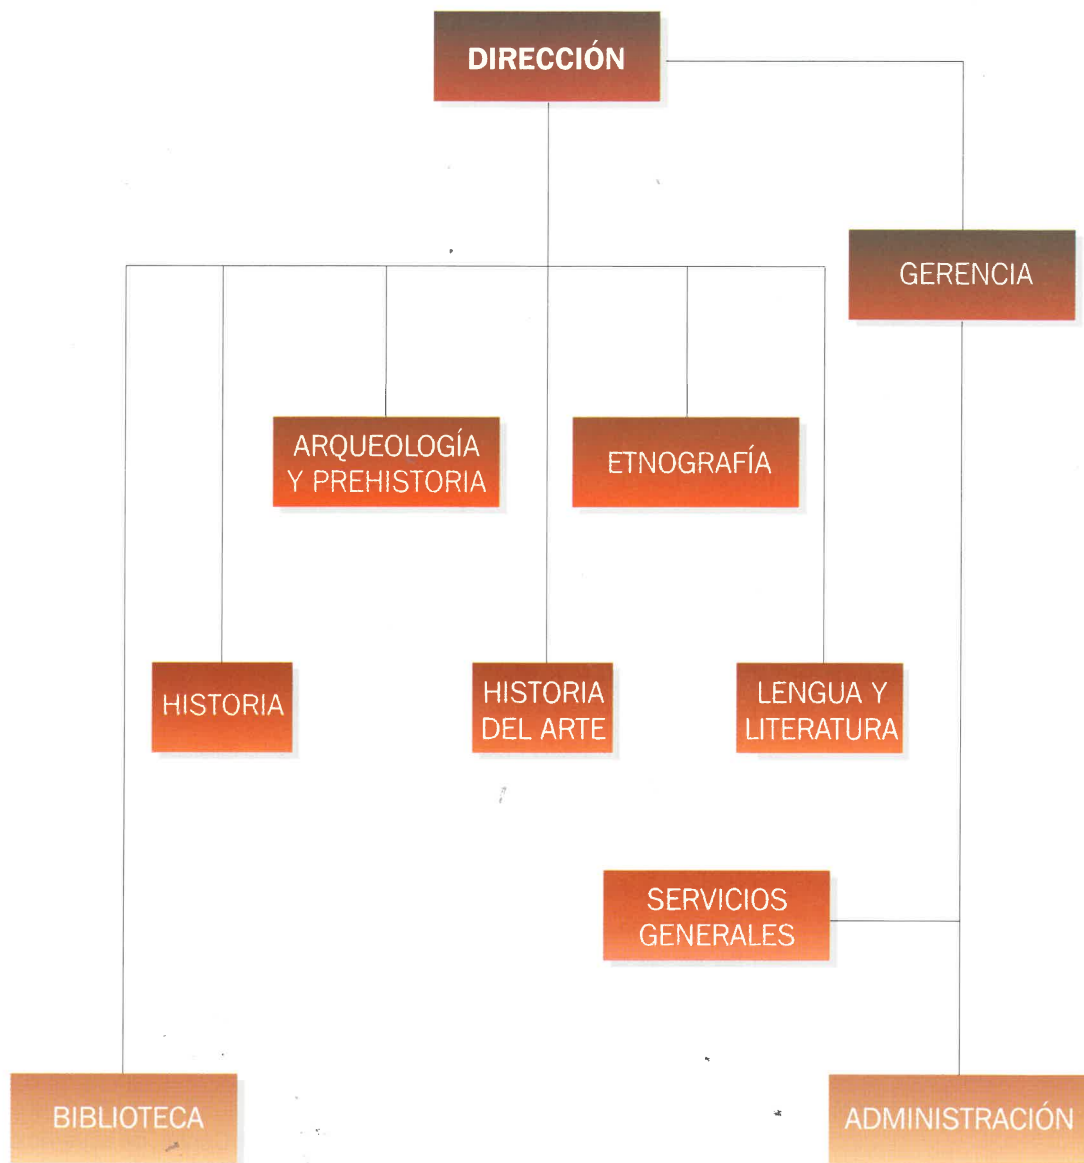 DIRECCIÓN
GERENCIA
ARQUEOLOGÍA
Y PREHISTORIA
ETNOGRAFÍA
HISTORIA
HISTORIA
DEL ARTE
LENGUA Y
LITERATURA
SERVICIOS
GENERALES
BIBLIOTECA
ADMINISTRACIÓN